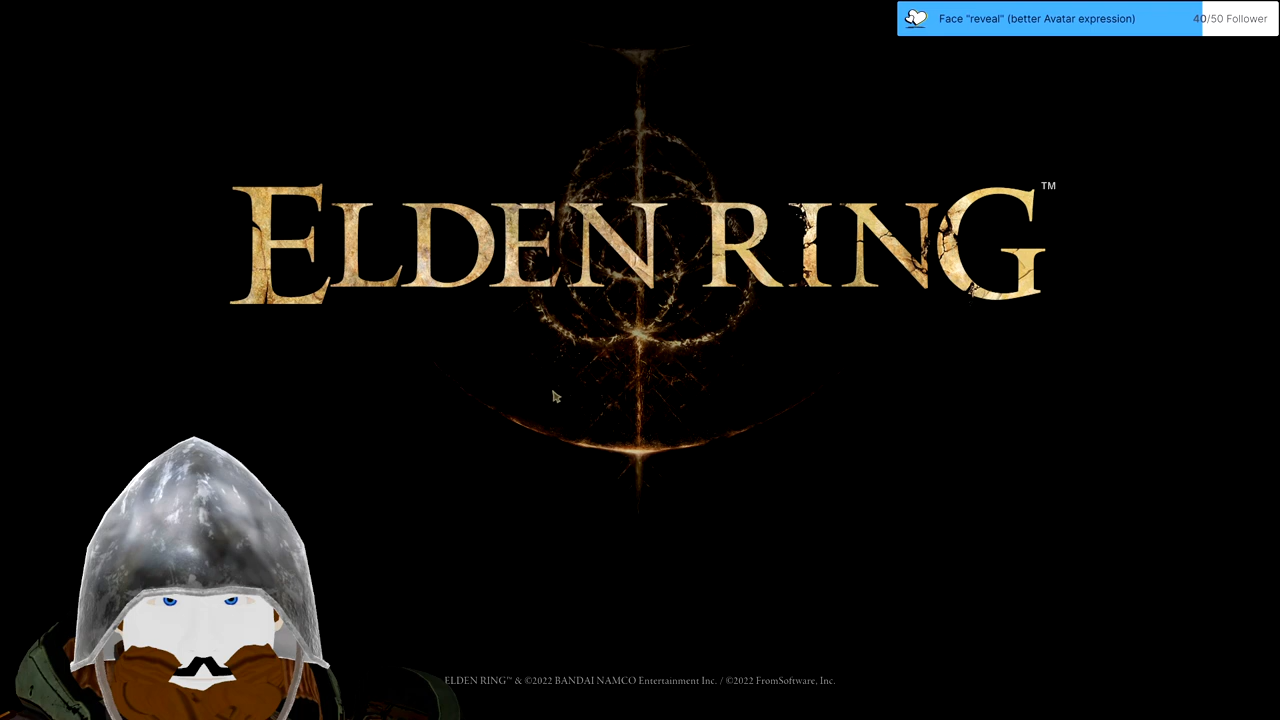 Face "reveal" (better Avatar expression) 40/50 Follower
ELDEN RING™
ELDEN RING™ & ©2022 BANDAI NAMCO Entertainment Inc. / ©2022 FromSoftware, Inc.